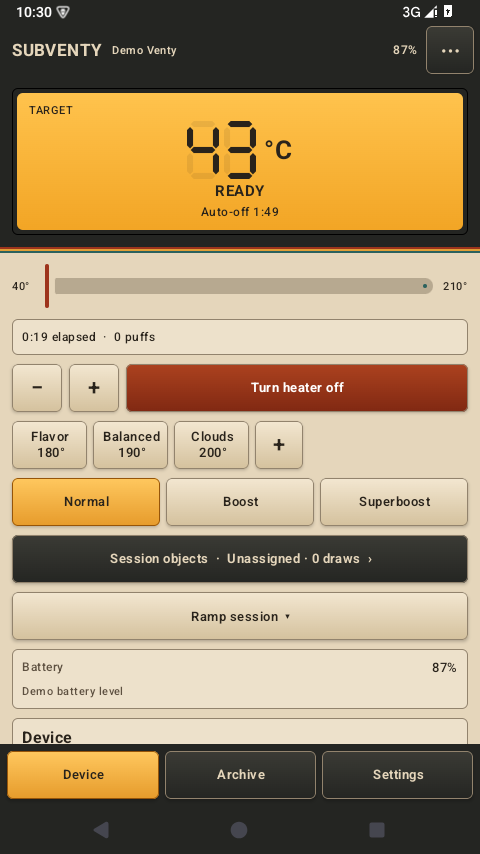 10:30
3G
SUBVENTY Demo Venty 87% ...
TARGET
43 °C
READY
Auto-off 1:49
40° 210°
0:19 elapsed · 0 puffs
− + Turn heater off
Flavor 180° Balanced 190° Clouds 200° +
Normal Boost Superboost
Session objects · Unassigned · 0 draws ›
Ramp session ▾
Battery 87%
Demo battery level
Device
Device Archive Settings